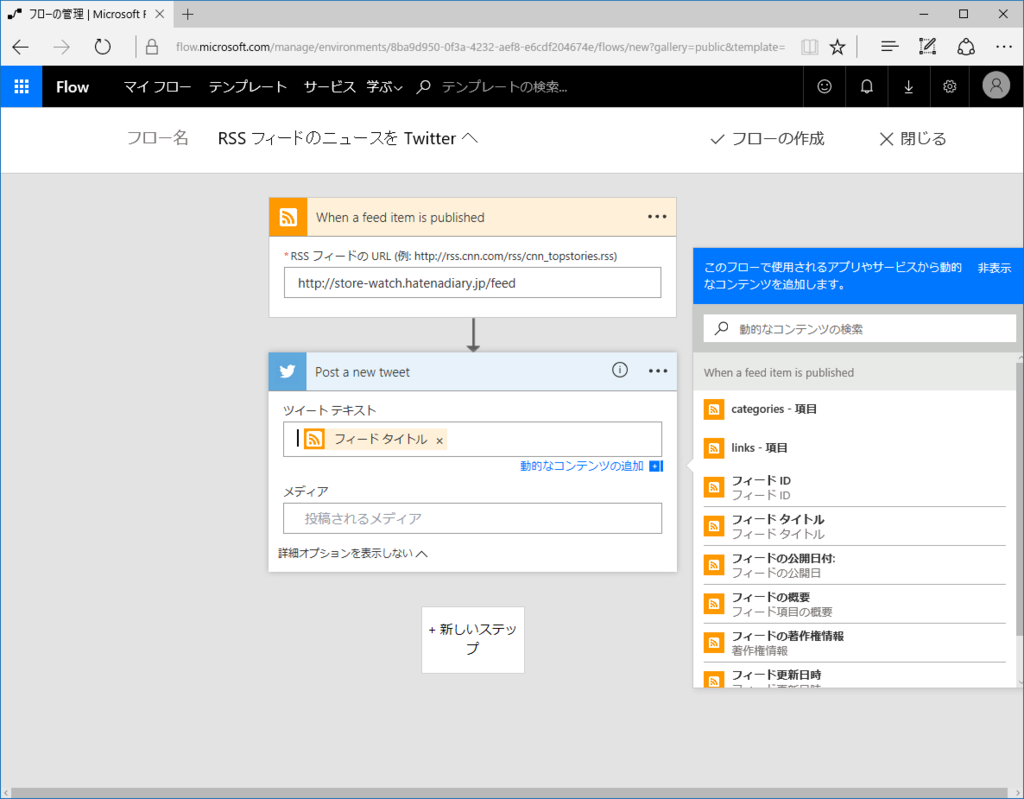 フローの管理 | Microsoft F
flow.microsoft.com/manage/environments/8ba9d950-0f3a-4232-aef8-e6cdf204674e/flows/new?gallery=public&template=
Flow マイ フロー テンプレート サービス 学ぶ テンプレートの検索...
フロー名 RSS フィードのニュースを Twitter へ フローの作成 閉じる
When a feed item is published
*RSS フィードの URL (例: http://rss.cnn.com/rss/cnn_topstories.rss)
http://store-watch.hatenadiary.jp/feed
Post a new tweet
ツイート テキスト
フィード タイトル ×
動的なコンテンツの追加
メディア
投稿されるメディア
詳細オプションを表示しない
+ 新しいステッ
プ
このフローで使用されるアプリやサービスから動的 非表示
なコンテンツを追加します。
動的なコンテンツの検索
When a feed item is published
categories - 項目
links - 項目
フィード ID
フィード ID
フィード タイトル
フィード タイトル
フィードの公開日付:
フィードの公開日
フィードの概要
フィード項目の概要
フィードの著作権情報
著作権情報
フィード更新日時